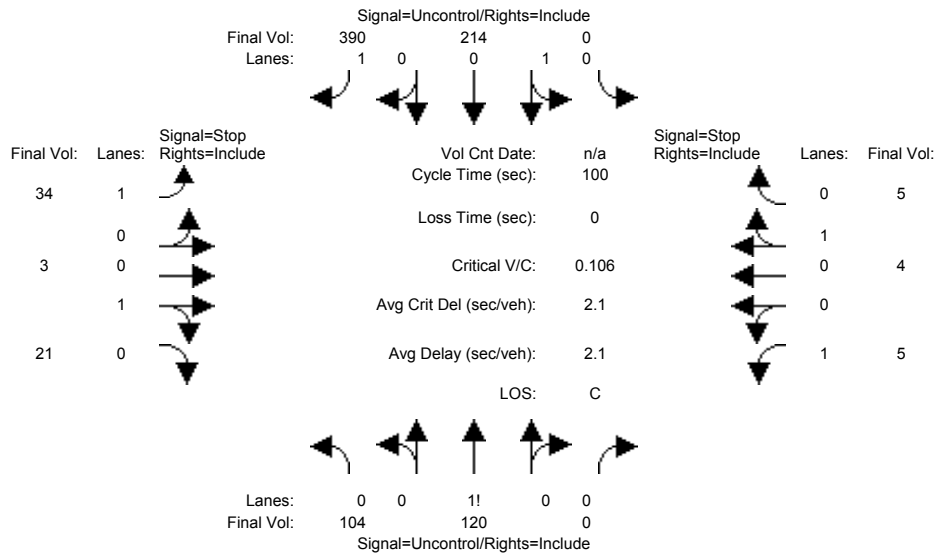 Signal=Uncontrol/Rights=Include
Final Vol: 390 214 0
Lanes: 1 0 0 1 0
Signal=Stop Signal=Stop
Final Vol: Lanes: Rights=Include Vol Cnt Date: n/a Rights=Include Lanes: Final Vol:
Cycle Time (sec): 100
34 1 0 5
Loss Time (sec): 0
0 1
3 0 Critical V/C: 0.106 0 4
1 Avg Crit Del (sec/veh): 2.1 0
21 0 Avg Delay (sec/veh): 2.1 1 5
LOS: C
Lanes: 0 0 1! 0 0
Final Vol: 104 120 0
Signal=Uncontrol/Rights=Include